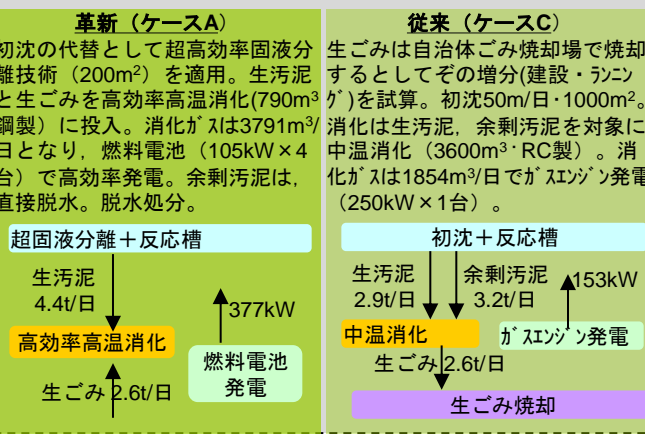 革新（ケースA）
初沈の代替として超高効率固液分
離技術（200m²）を適用。生汚泥
と生ごみを高効率高温消化(790m³
鋼製）に投入。消化ｶﾞｽは3791m³/
日となり，燃料電池（105kW×4
台）で高効率発電。余剰汚泥は，
直接脱水。脱水処分。
超固液分離＋反応槽
生汚泥
4.4t/日
377kW
高効率高温消化
燃料電池
発電
生ごみ 2.6t/日
従来（ケースC）
生ごみは自治体ごみ焼却場で焼却
するとしてぞの増分(建設・ﾗﾝﾆﾝ
ｸﾞ)を試算。初沈50m/日･1000m²。
消化は生汚泥，余剰汚泥を対象に
中温消化（3600m³･RC製）。消
化ｶﾞｽは1854m³/日でｶﾞｽｴﾝｼﾞﾝ発電
（250kW×1台）。
初沈＋反応槽
生汚泥
2.9t/日
余剰汚泥
3.2t/日
153kW
中温消化
ｶﾞｽｴﾝｼﾞﾝ発電
生ごみ 2.6t/日
生ごみ焼却